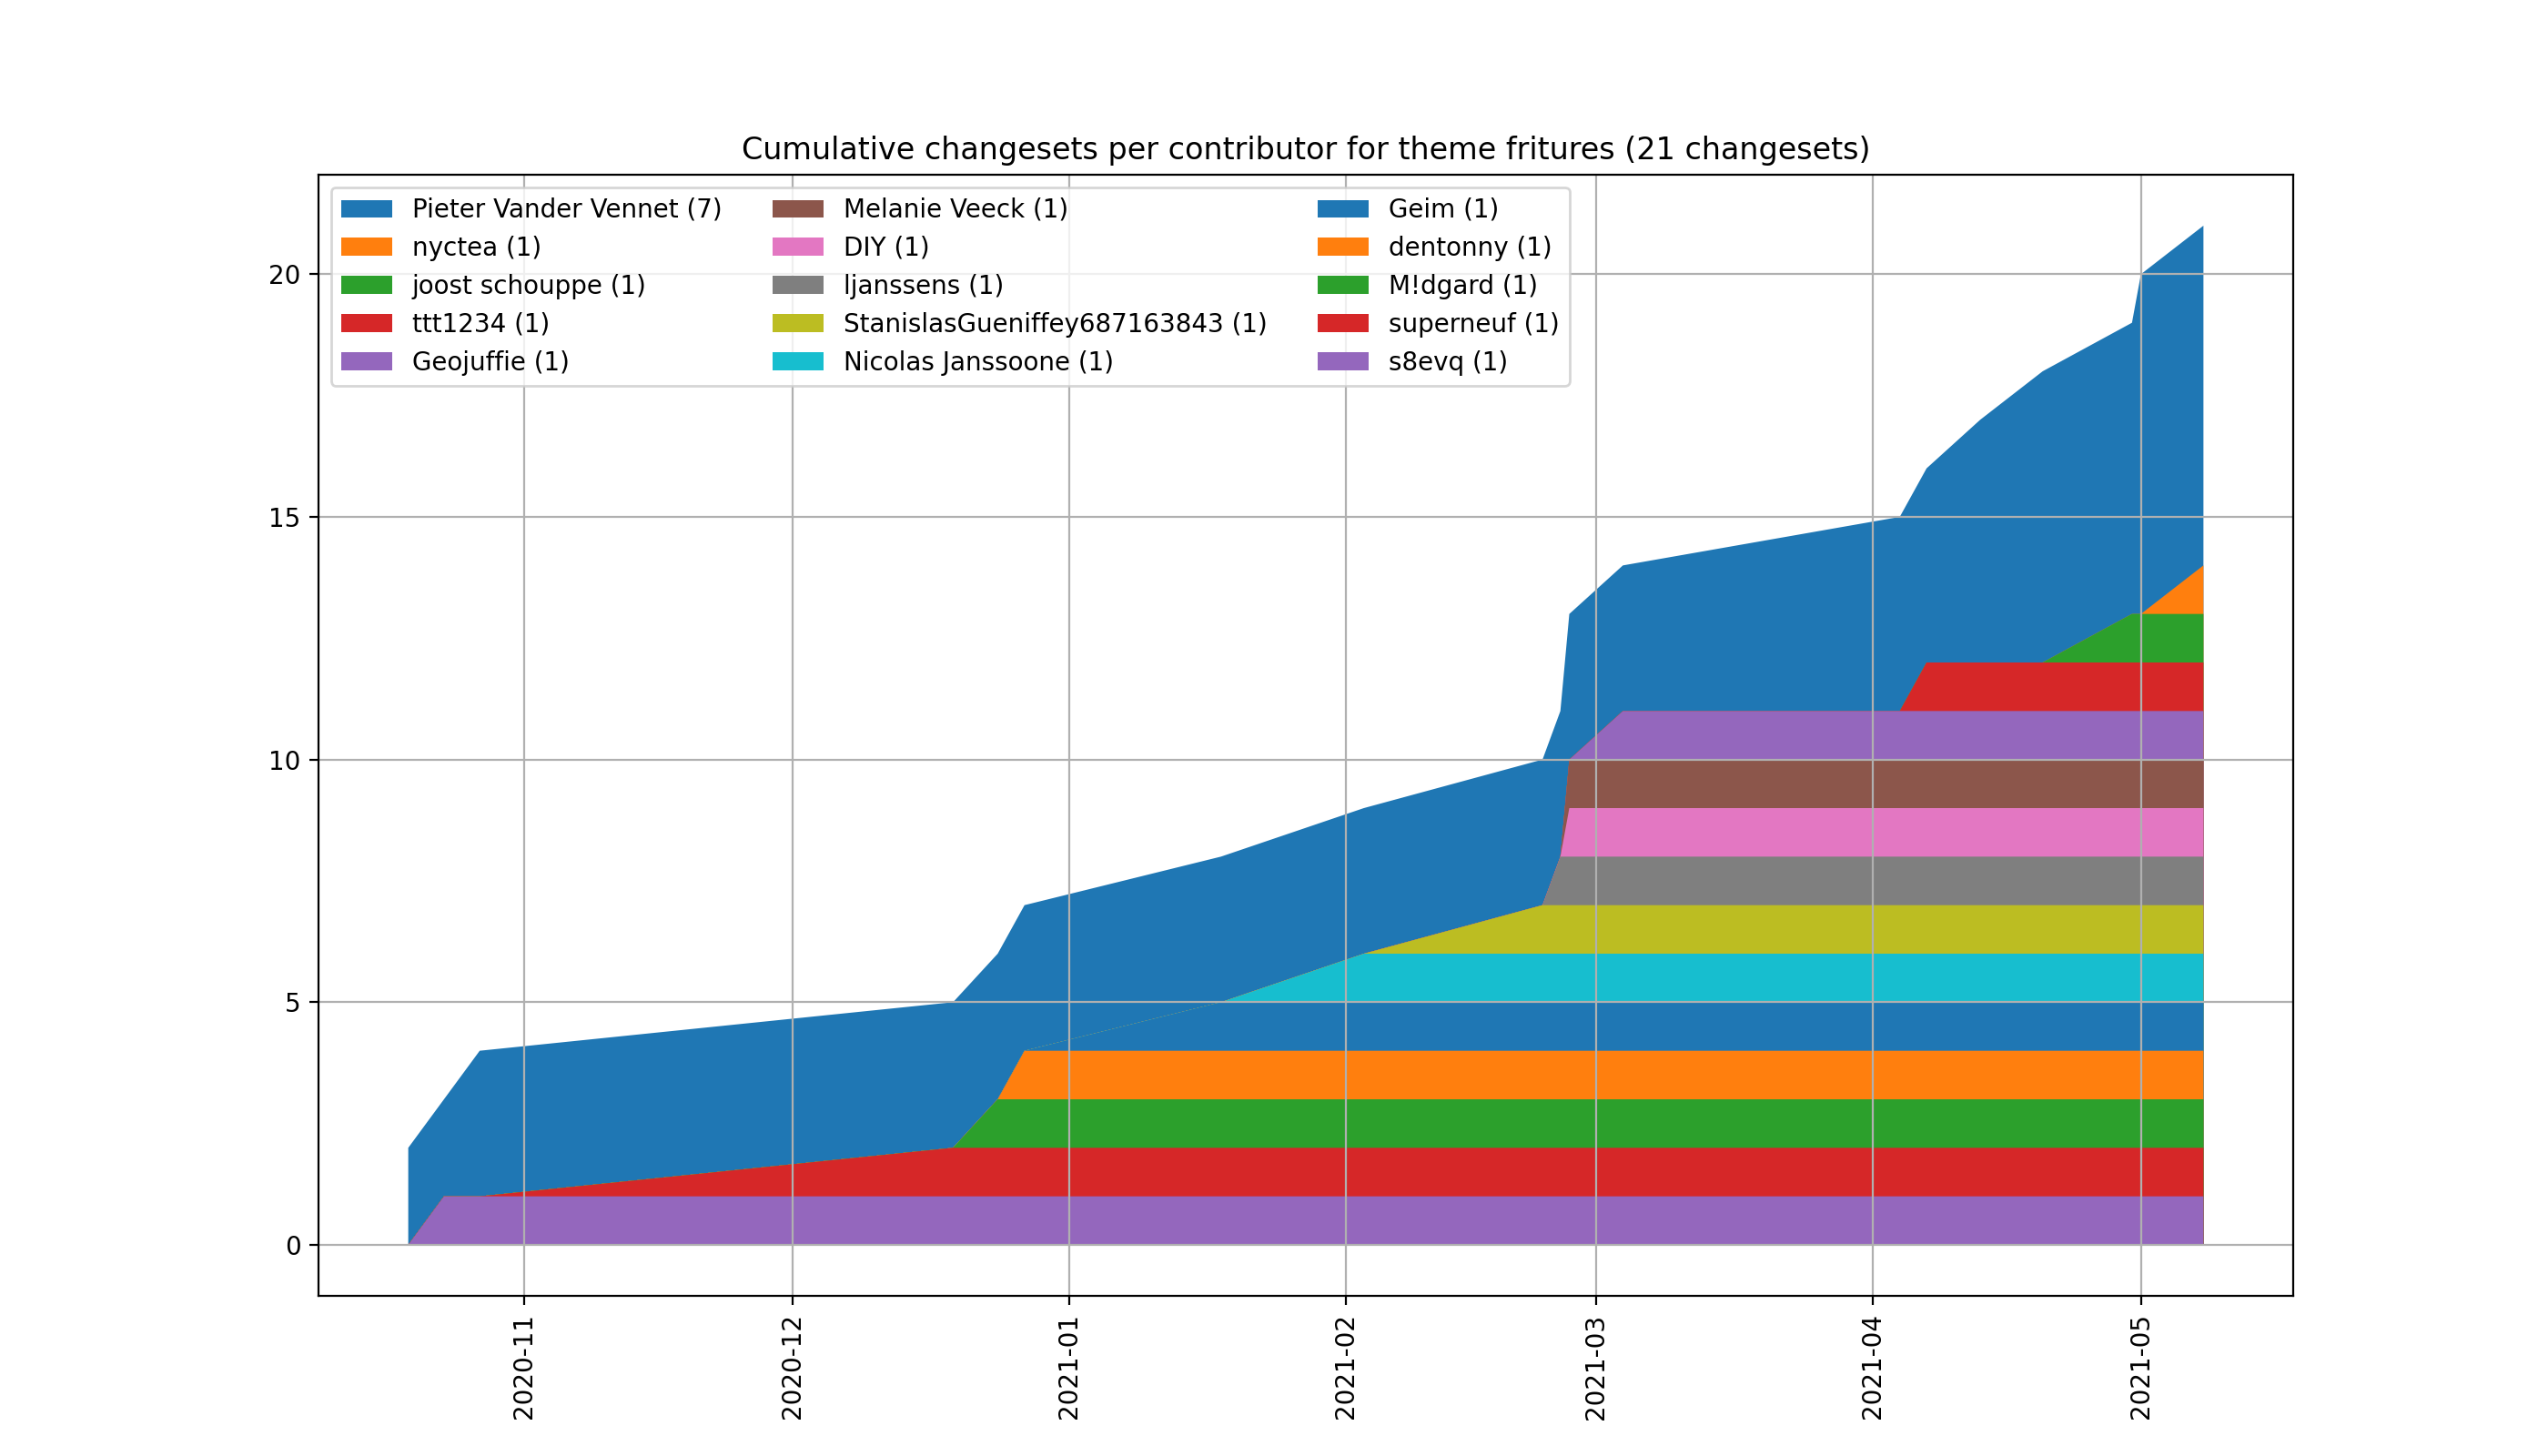 Cumulative changesets per contributor for theme fritures (21 changesets)
Pieter Vander Vennet (7)
nyctea (1)
joost schouppe (1)
ttt1234 (1)
Geojuffie (1)
Melanie Veeck (1)
DIY (1)
ljanssens (1)
StanislasGueniffey687163843 (1)
Nicolas Janssoone (1)
Geim (1)
dentonny (1)
M!dgard (1)
superneuf (1)
s8evq (1)
20
15
10
5
0
2020-11
2020-12
2021-01
2021-02
2021-03
2021-04
2021-05